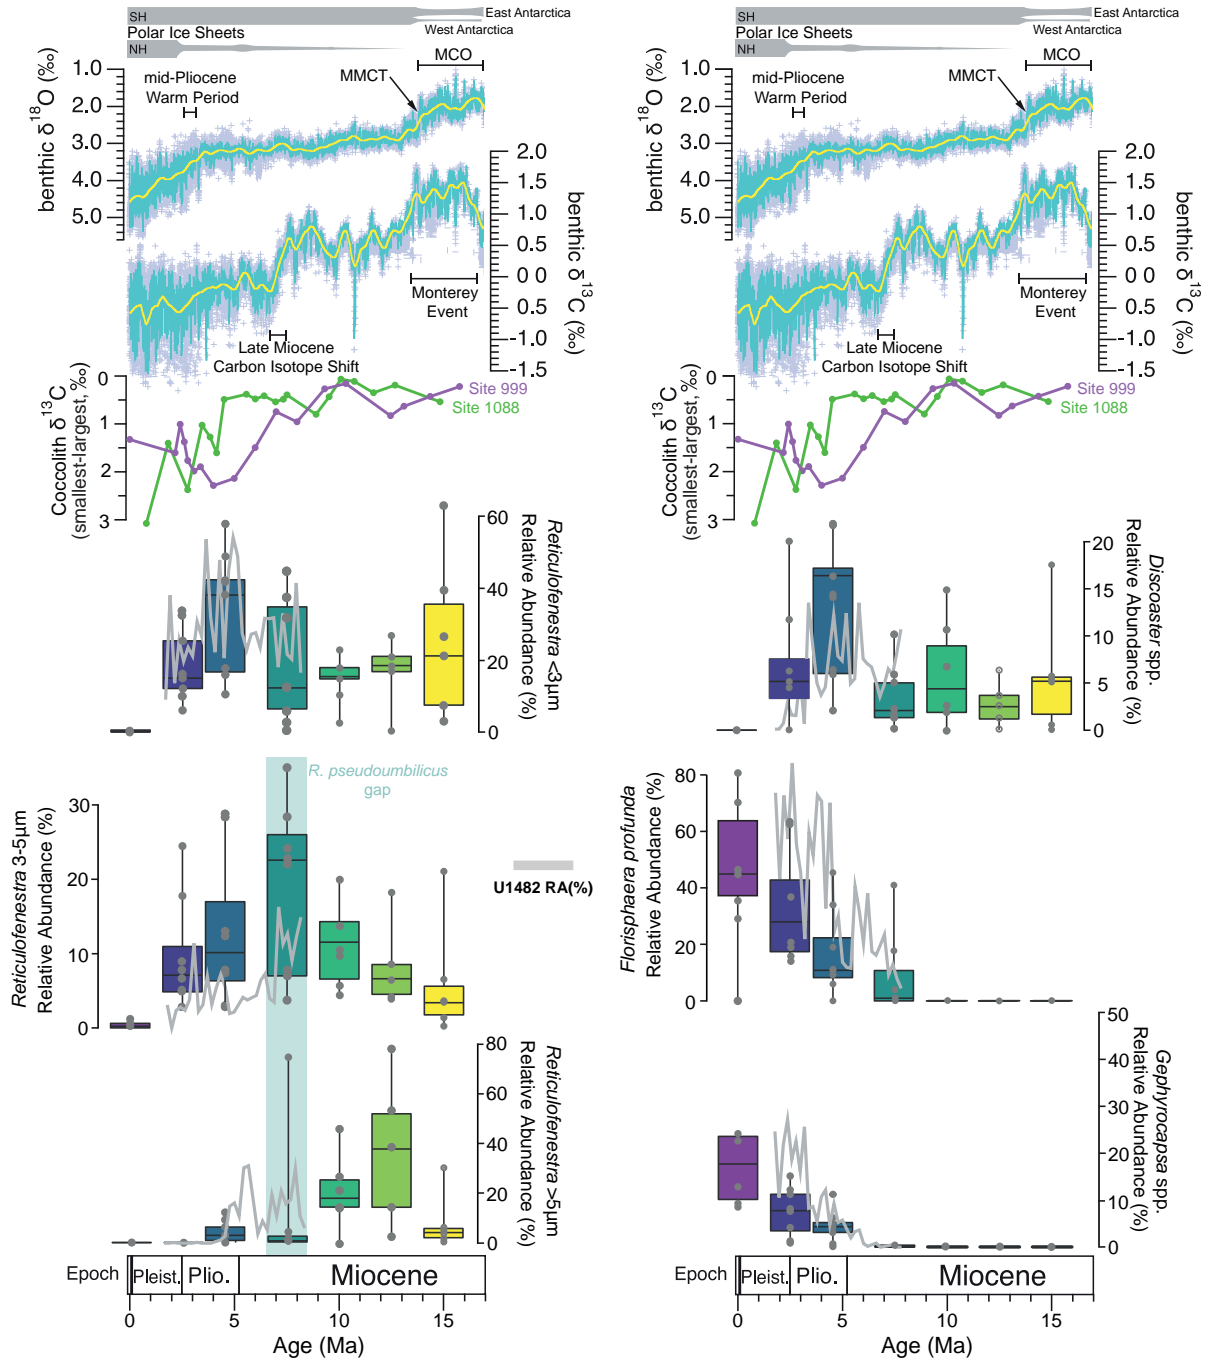 SH
East Antarctica
Polar Ice Sheets
West Antarctica
NH
MCO
mid-Pliocene
Warm Period
MMCT
benthic δ18O (‰)
1.0
2.0
3.0
4.0
5.0
benthic δ13C (‰)
2.0
1.5
1.0
0.5
0 0
0.5
-1.0
-1.5
Monterey
Event
Late Miocene
Carbon Isotope Shift
Coccolith δ13C
(smallest-largest, ‰)
0
1
2
3
Site 999
Site 1088
Reticulofenestra <3µm
Relative Abundance (%)
60
40
20
0
R. pseudoumbilicus
gap
Reticulofenestra 3-5µm
Relative Abundance (%)
30
20
10
0
U1482 RA(%)
Reticulofenestra >5µm
Relative Abundance (%)
80
60
40
20
0
Epoch
Pleist.
Plio.
Miocene
0
5
10
15
Age (Ma)
SH
East Antarctica
Polar Ice Sheets
West Antarctica
NH
MCO
mid-Pliocene
Warm Period
MMCT
benthic δ18O (‰)
1.0
2.0
3.0
4.0
5.0
benthic δ13C (‰)
2.0
1.5
1.0
0.5
0 0
0.5
-1.0
-1.5
Monterey
Event
Late Miocene
Carbon Isotope Shift
Coccolith δ13C
(smallest-largest, ‰)
0
1
2
3
Site 999
Site 1088
Discoaster spp.
Relative Abundance (%)
20
15
10
5
0
Florisphaera profunda
Relative Abundance (%)
80
60
40
20
0
Gephyrocapsa spp.
Relative Abundance (%)
50
40
30
20
10
0
Epoch
Pleist.
Plio.
Miocene
0
5
10
15
Age (Ma)